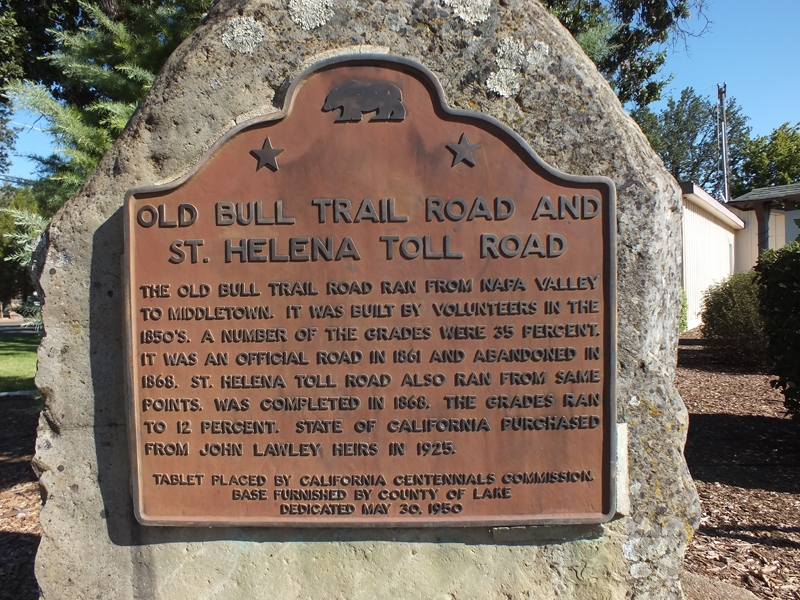 OLD BULL TRAIL ROAD AND
ST. HELENA TOLL ROAD
THE OLD BULL TRAIL ROAD RAN FROM NAPA VALLEY
TO MIDDLETOWN. IT WAS BUILT BY VOLUNTEERS IN THE
1850'S. A NUMBER OF THE GRADES WERE 35 PERCENT.
IT WAS AN OFFICIAL ROAD IN 1861 AND ABANDONED IN
1868. ST. HELENA TOLL ROAD ALSO RAN FROM SAME
POINTS. WAS COMPLETED IN 1868. THE GRADES RAN
TO 12 PERCENT. STATE OF CALIFORNIA PURCHASED
FROM JOHN LAWLEY HEIRS IN 1925.
TABLET PLACED BY CALIFORNIA CENTENNIALS COMMISSION.
BASE FURNISHED BY COUNTY OF LAKE
DEDICATED MAY 30, 1950